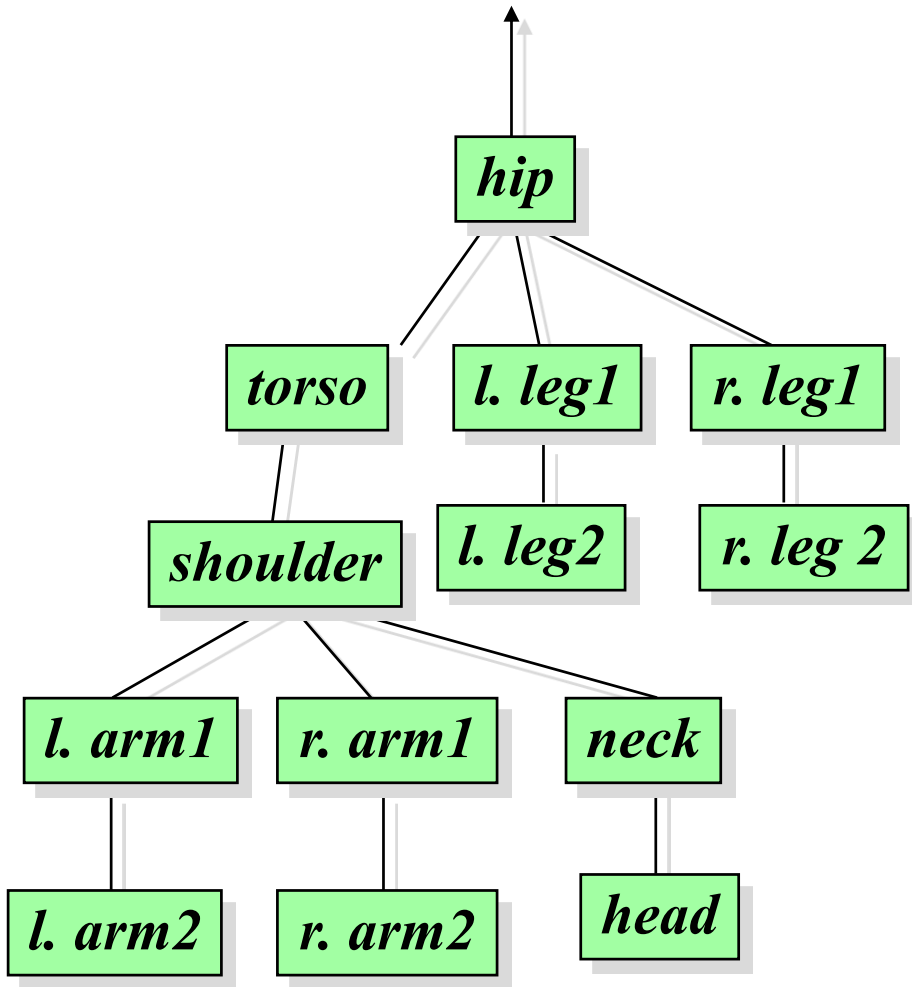 hip
torso
l. leg1
r. leg1
l. leg2
r. leg 2
shoulder
l. arm1
r. arm1
neck
l. arm2
r. arm2
head